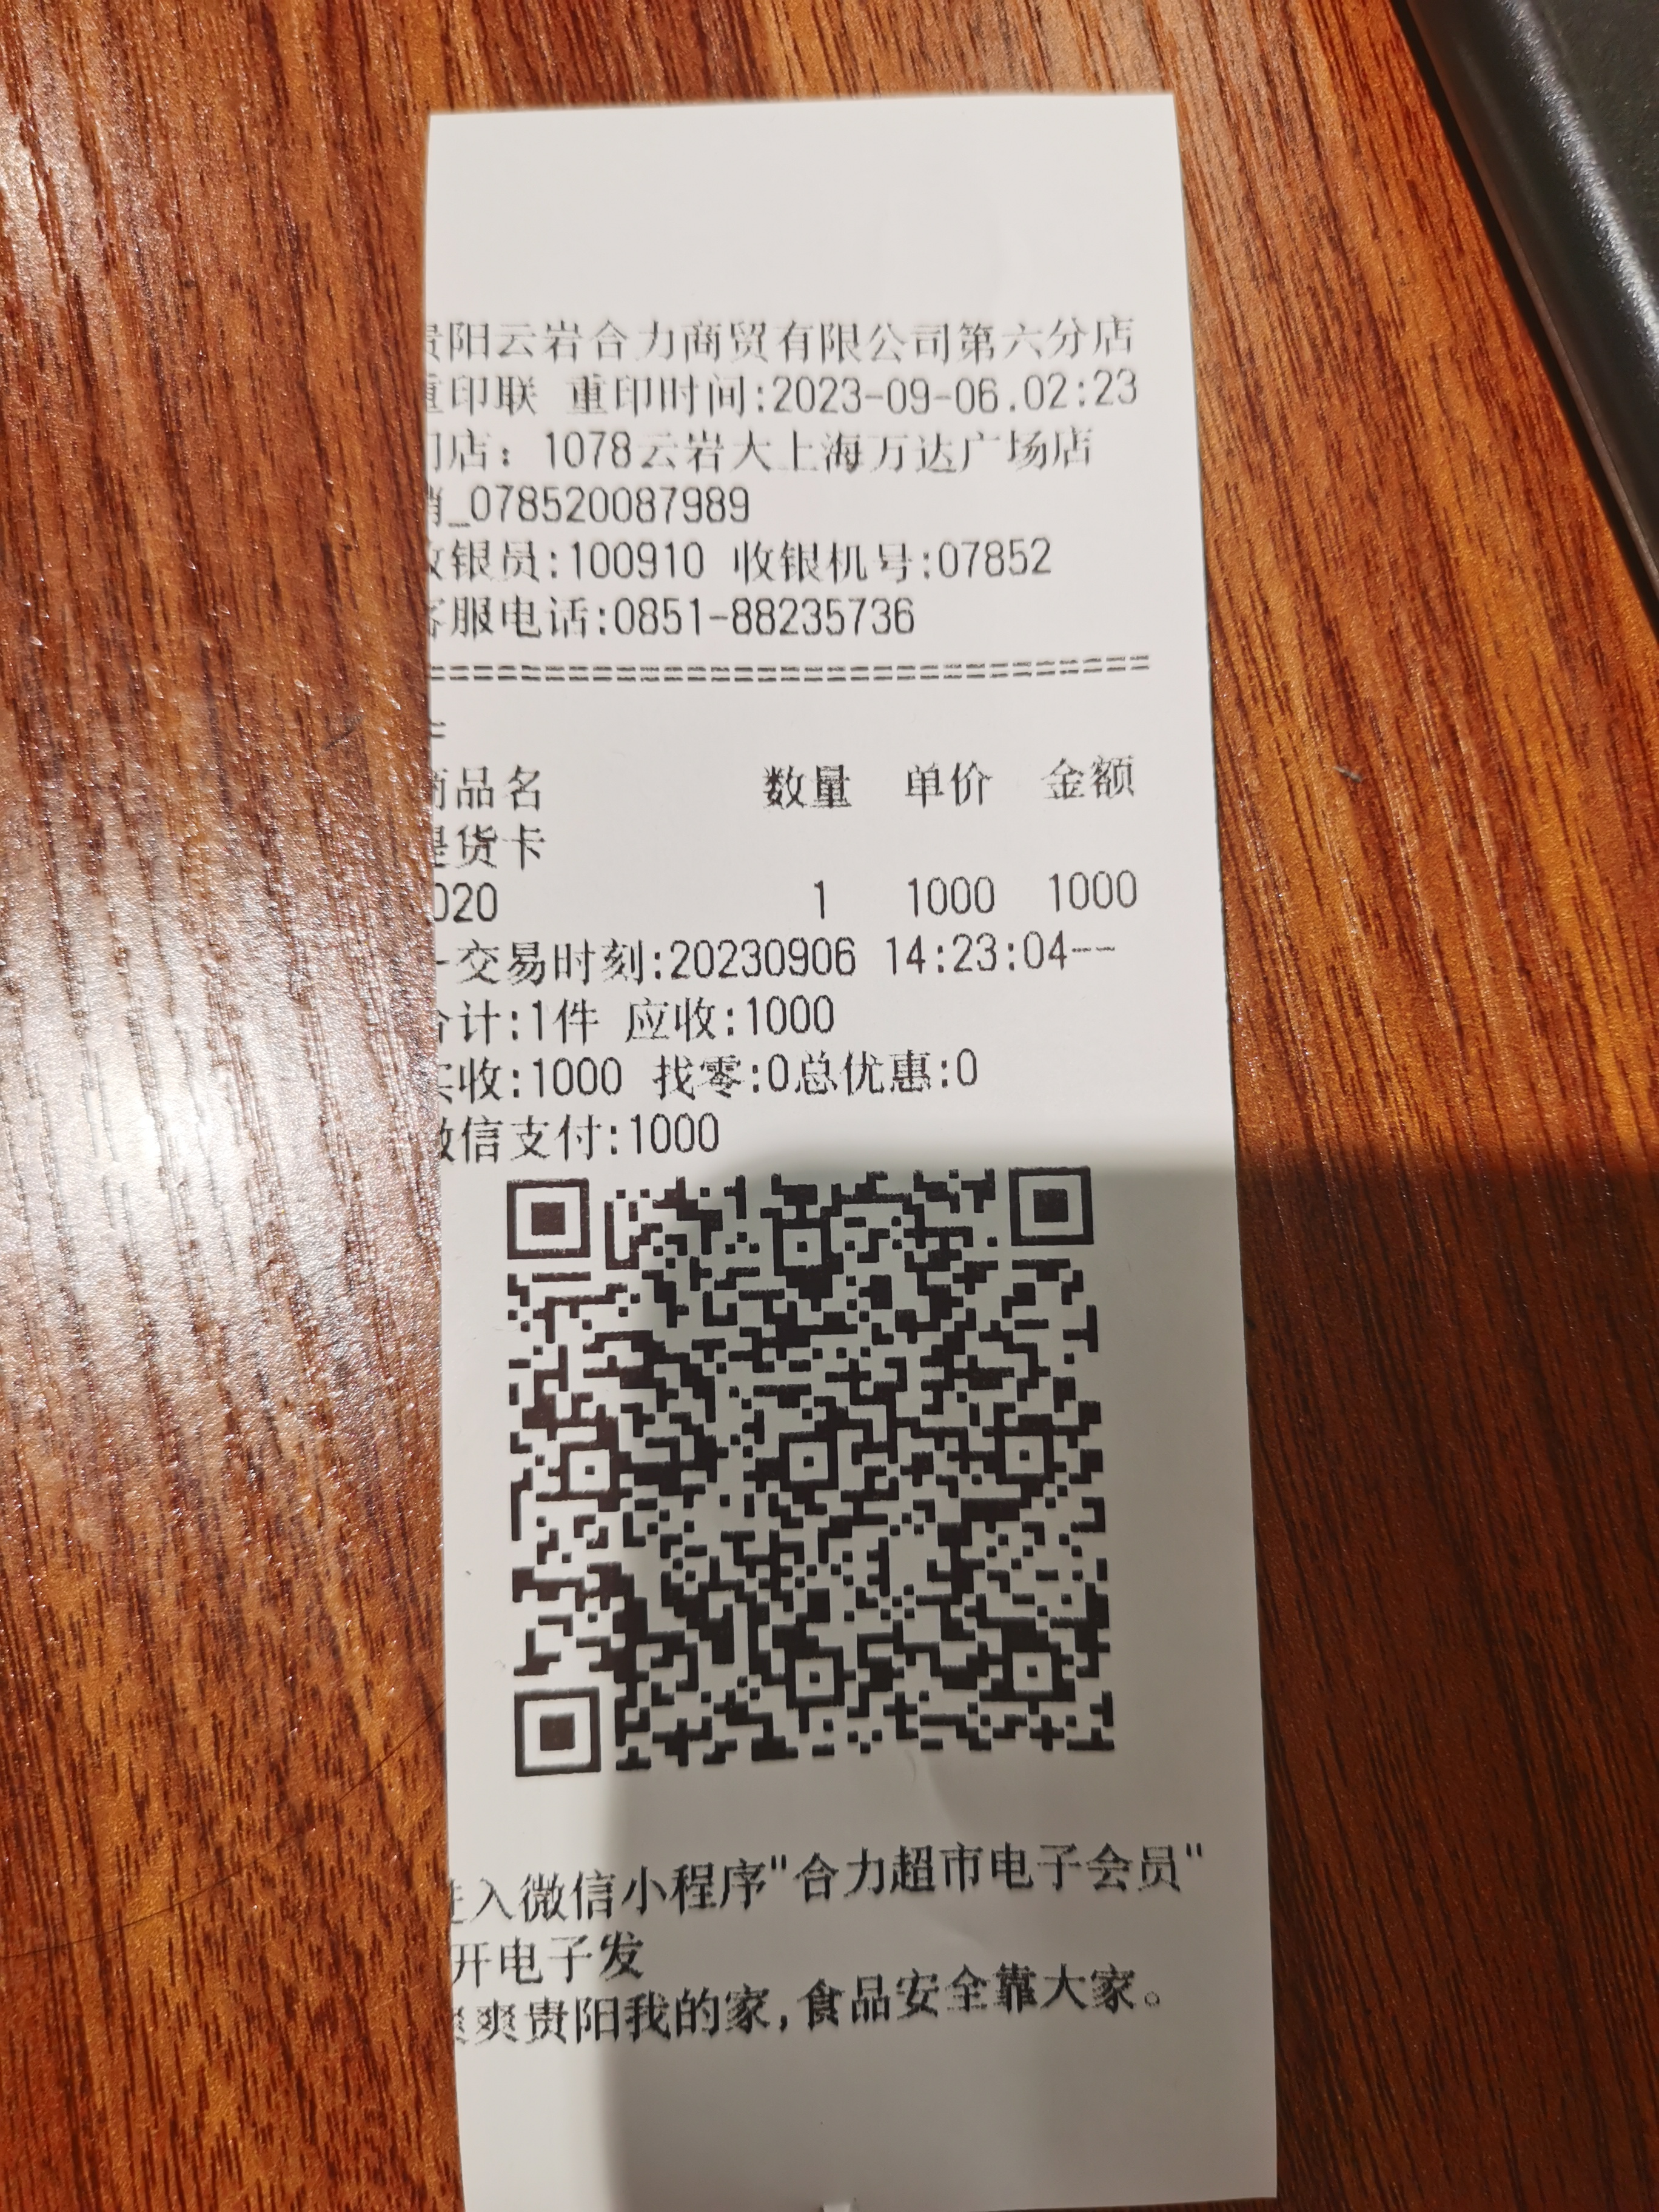 贵阳云岩合力商贸有限公司第六分店
重印联 重印时间:2023-09-06.02:23
门店：1078云岩大上海万达广场店
销_078520087989
收银员:100910 收银机号:07852
客服电话:0851-88235736
================================
=
商品名 数量 单价 金额
提货卡
020 1 1000 1000
-交易时刻:20230906 14:23:04--
合计:1件 应收:1000
实收:1000 找零:0总优惠:0
微信支付:1000
进入微信小程序"合力超市电子会员"
开电子发
爽爽贵阳我的家,食品安全靠大家。